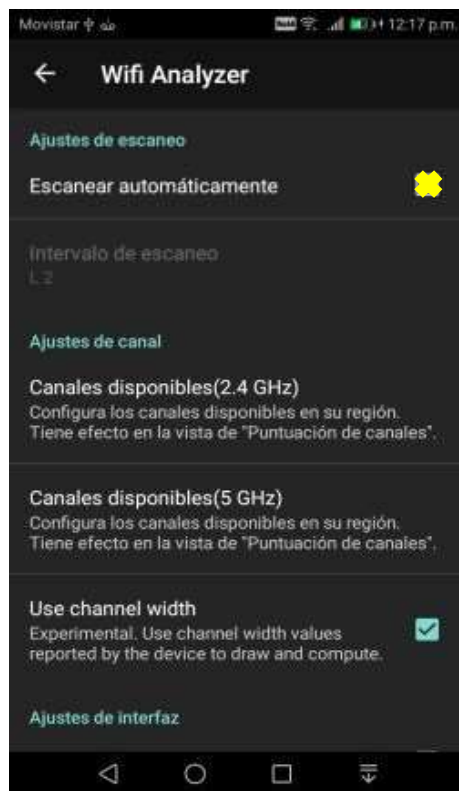 Movistar 12:17 p.m.
Wifi Analyzer
Ajustes de escaneo
Escanear automáticamente
Intervalo de escaneo
Ajustes de canal
Canales disponibles(2.4 GHz)
Configura los canales disponibles en su región.
Tiene efecto en la vista de "Puntuación de canales".
Canales disponibles(5 GHz)
Configura los canales disponibles en su región.
Tiene efecto en la vista de "Puntuación de canales".
Use channel width
Experimental. Use channel width values
reported by the device to draw and compute.
Ajustes de interfaz